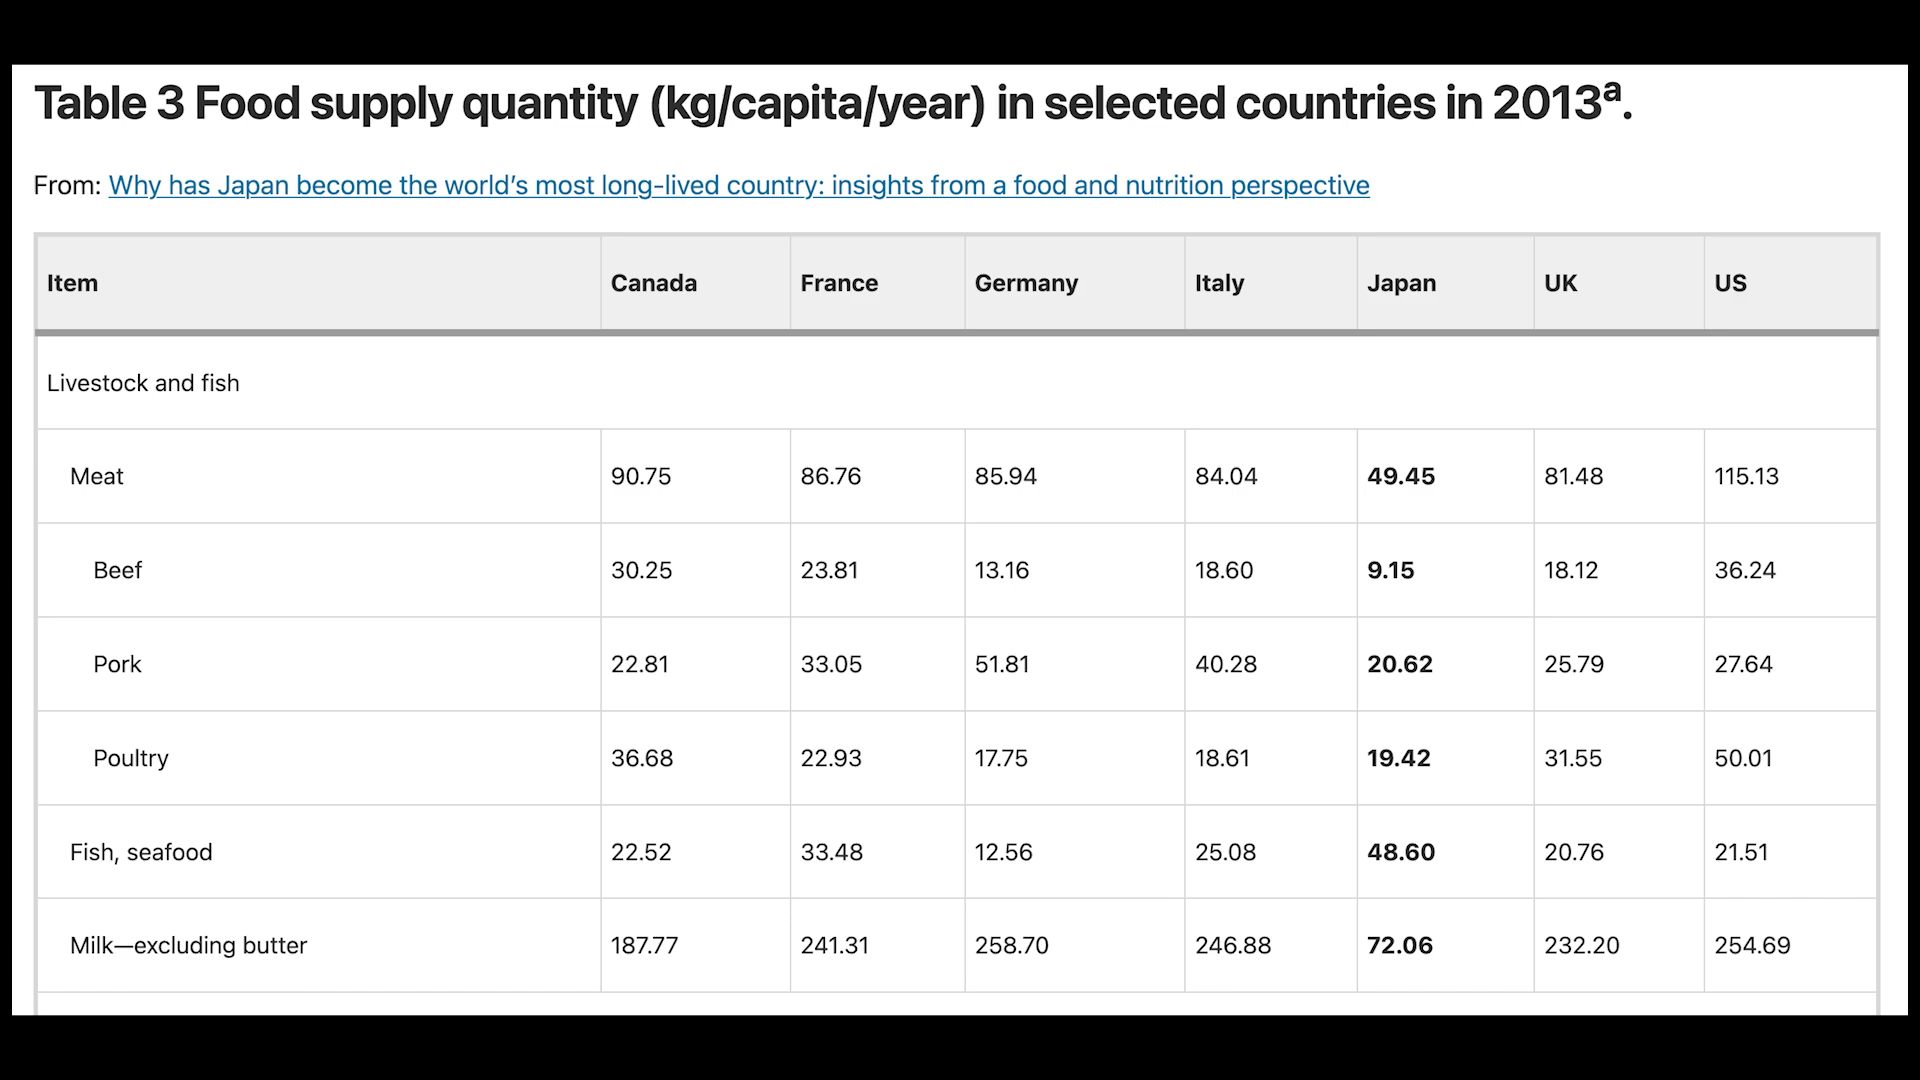 Table 3 Food supply quantity (kg/capita/year) in selected countries in 2013ª.
From: Why has Japan become the world’s most long-lived country: insights from a food and nutrition perspective
Item Canada France Germany Italy Japan UK US
Livestock and fish
Meat 90.75 86.76 85.94 84.04 49.45 81.48 115.13
Beef 30.25 23.81 13.16 18.60 9.15 18.12 36.24
Pork 22.81 33.05 51.81 40.28 20.62 25.79 27.64
Poultry 36.68 22.93 17.75 18.61 19.42 31.55 50.01
Fish, seafood 22.52 33.48 12.56 25.08 48.60 20.76 21.51
Milk—excluding butter 187.77 241.31 258.70 246.88 72.06 232.20 254.69